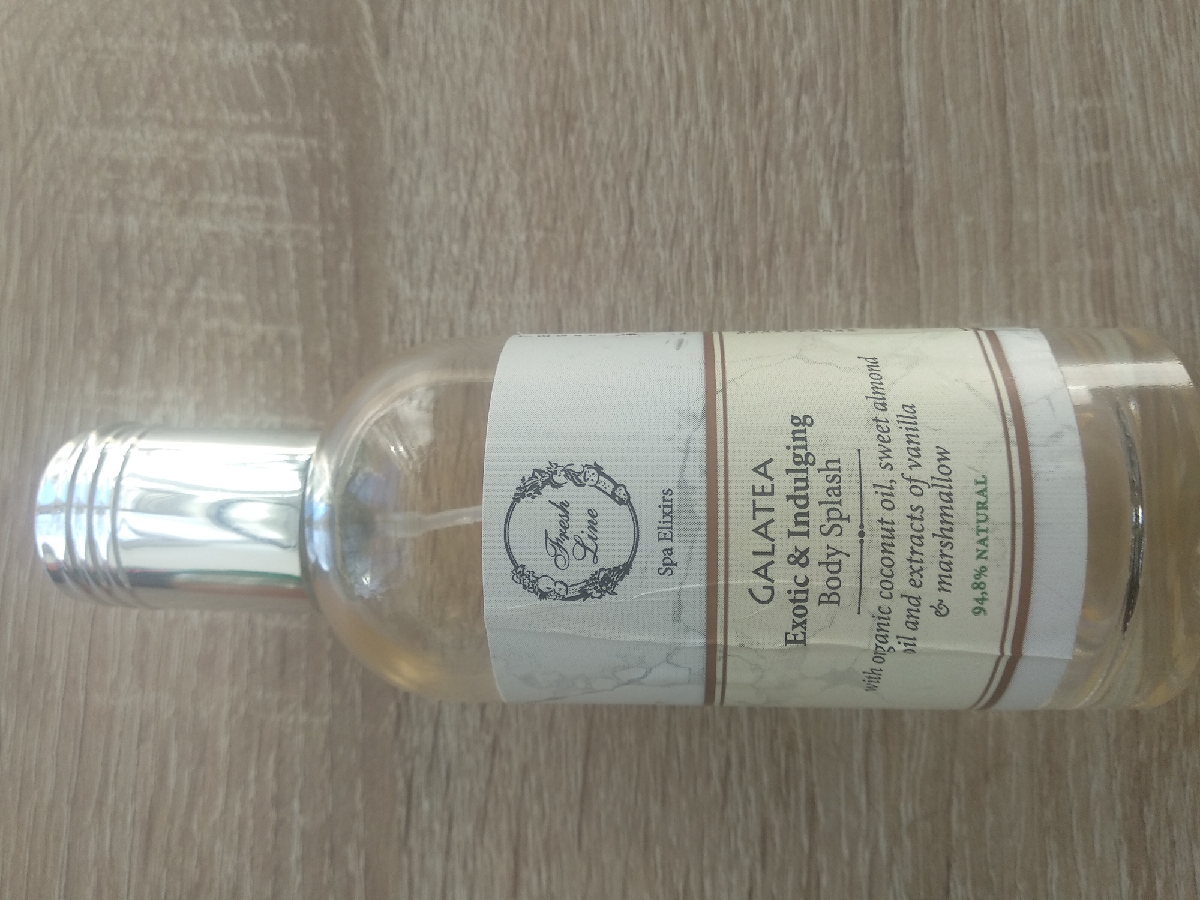 Fresh
Line
Spa Elixirs
GALATEA
Exotic & Indulging
Body Splash
with organic coconut oil, sweet almond
oil and extracts of vanilla
& marshmallow
94,8% NATURAL